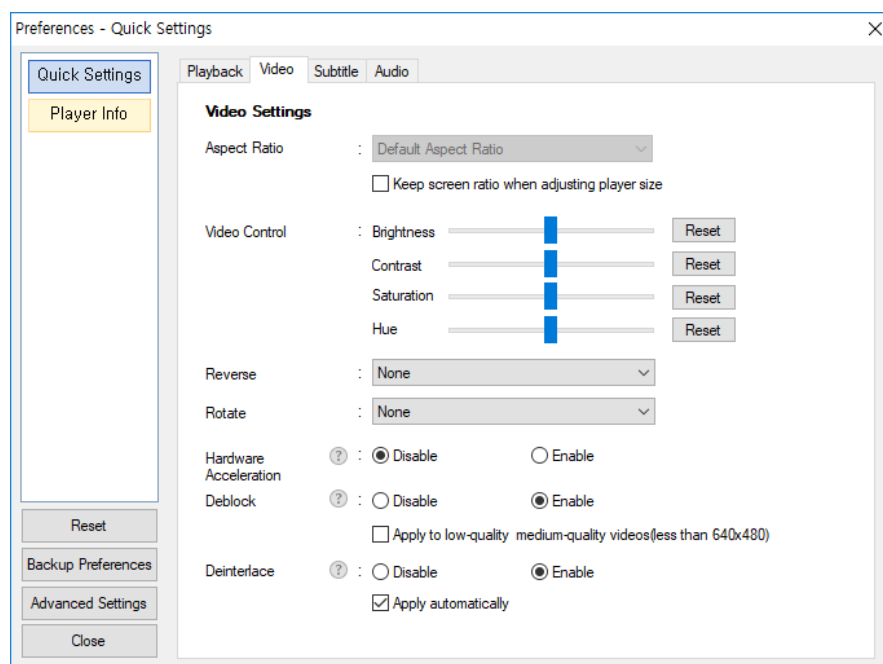 Preferences - Quick Settings
Quick Settings
Player Info
Reset
Backup Preferences
Advanced Settings
Close
Playback Video Subtitle Audio
Video Settings
Aspect Ratio : Default Aspect Ratio
Keep screen ratio when adjusting player size
Video Control : Brightness Reset
Contrast Reset
Saturation Reset
Hue Reset
Reverse : None
Rotate : None
Hardware Acceleration ? : Disable Enable
Deblock ? : Disable Enable
Apply to low-quality medium-quality videos(less than 640x480)
Deinterlace ? : Disable Enable
Apply automatically